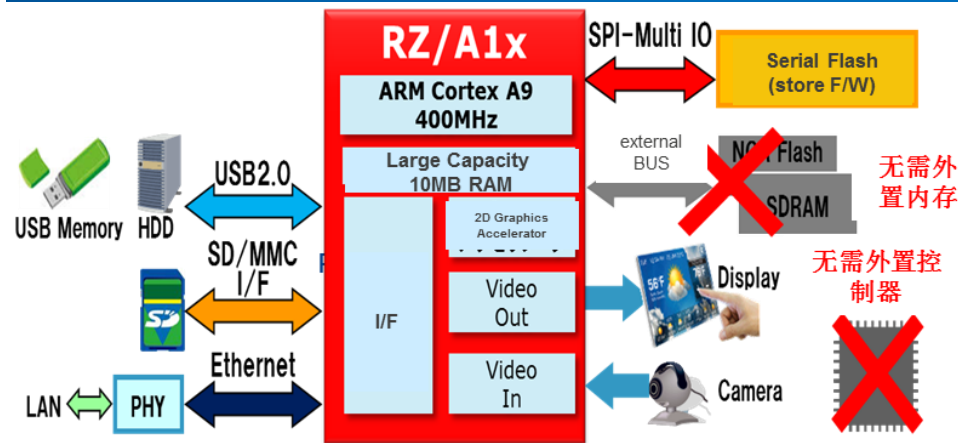 RZ/A1x
ARM Cortex A9
400MHz
Large Capacity
10MB RAM
I/F
2D Graphics
Accelerator
Video
Out
Video
In
USB Memory
HDD
USB2.0
SD/MMC
I/F
Ethernet
LAN
PHY
SPI-Multi IO
Serial Flash
(store F/W)
external
BUS
Flash
SDRAM
无需外
置内存
56°F
Display
无需外置控
制器
Camera